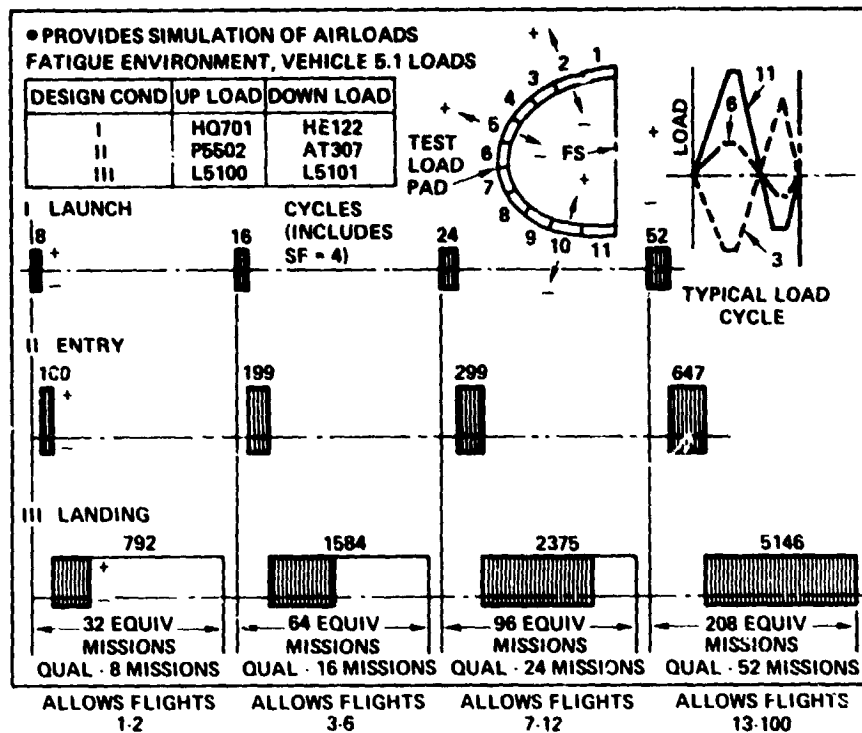 • PROVIDES SIMULATION OF AIRLOADS
FATIGUE ENVIRONMENT, VEHICLE 5.1 LOADS
DESIGN COND UP LOAD DOWN LOAD
I HQ701 HE122
II P5502 AT307
III L5100 L5101
+ 1
2
3
4
5
6
7
8
9
10
11
+
−
−
+
−
TEST
LOAD
PAD
FS
LOAD
+
−
6
11
3
TYPICAL LOAD
CYCLE
I LAUNCH
CYCLES
(INCLUDES
SF = 4)
8 16 24 52
+
−
II ENTRY
100 199 299 647
+
−
III LANDING
792 1584 2375 5146
+
−
32 EQUIV MISSIONS
64 EQUIV MISSIONS
96 EQUIV MISSIONS
208 EQUIV MISSIONS
QUAL · 8 MISSIONS QUAL · 16 MISSIONS QUAL · 24 MISSIONS QUAL · 52 MISSIONS
ALLOWS FLIGHTS ALLOWS FLIGHTS ALLOWS FLIGHTS ALLOWS FLIGHTS
1-2 3-6 7-12 13-100